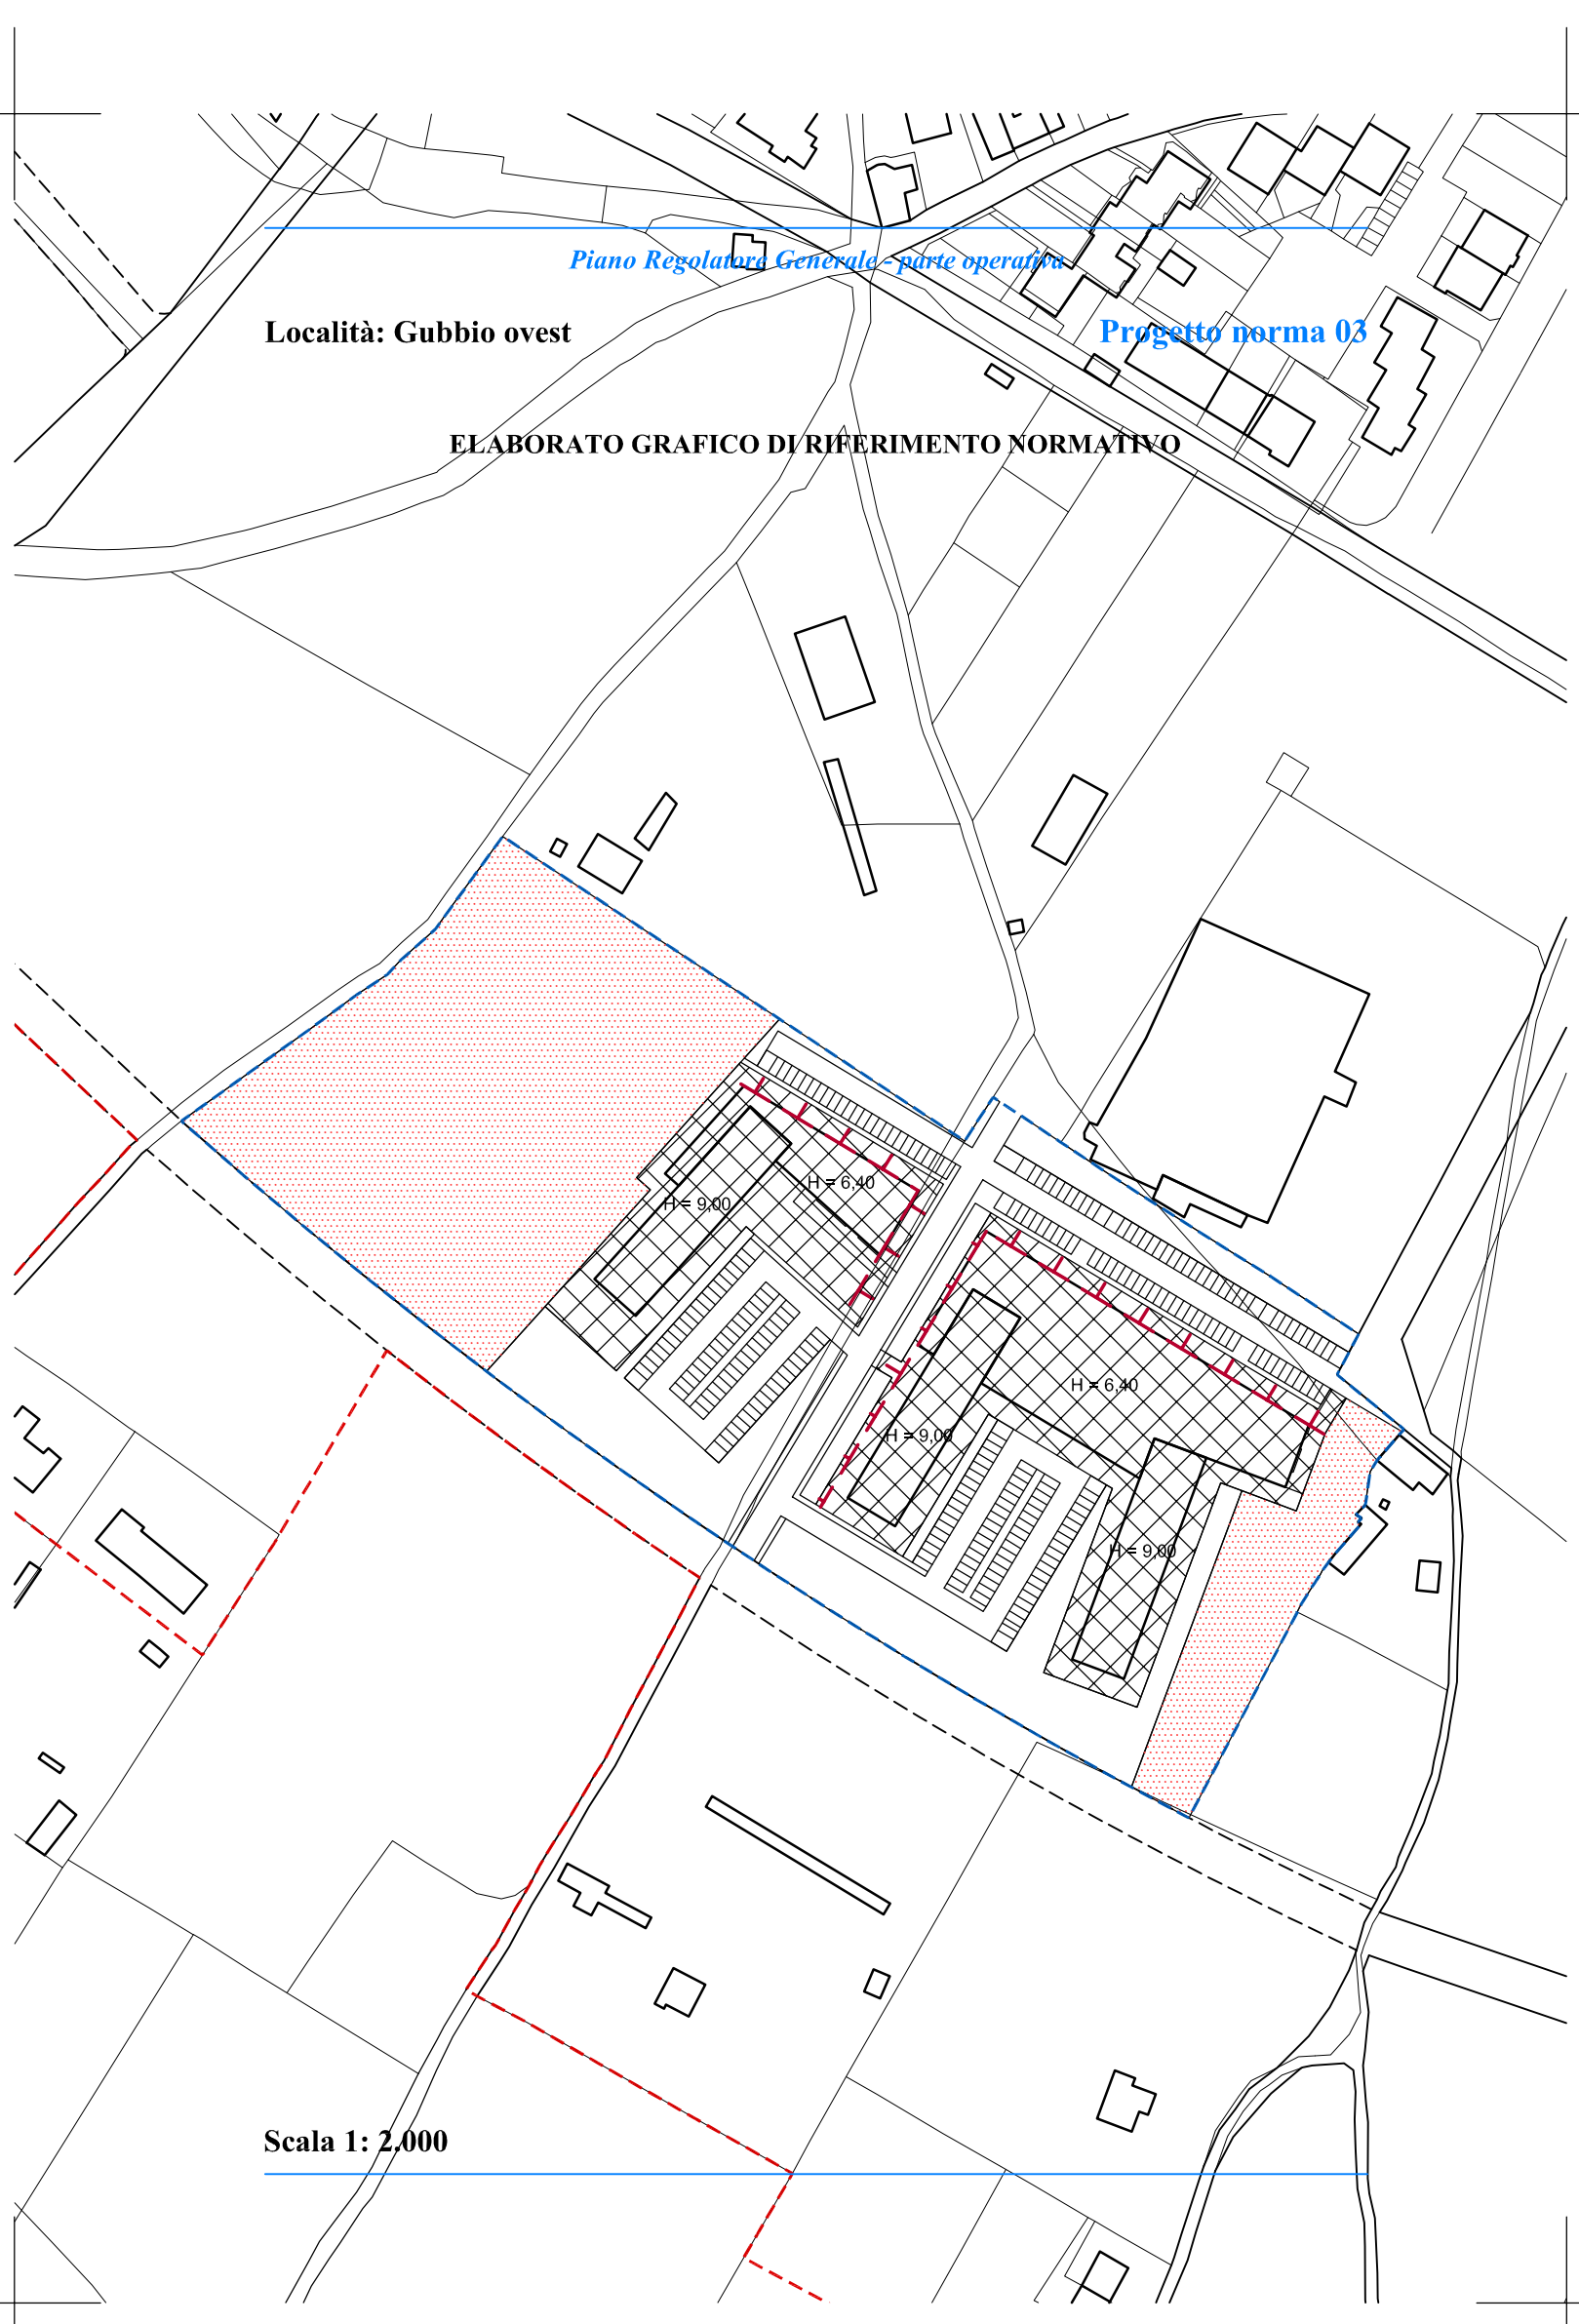 Piano Regolatore Generale - parte operativa
Località: Gubbio ovest
Progetto norma 03
ELABORATO GRAFICO DI RIFERIMENTO NORMATIVO
H = 6,40
H = 9,00
H = 6,40
H = 9,00
H = 9,00
Scala 1: 2.000